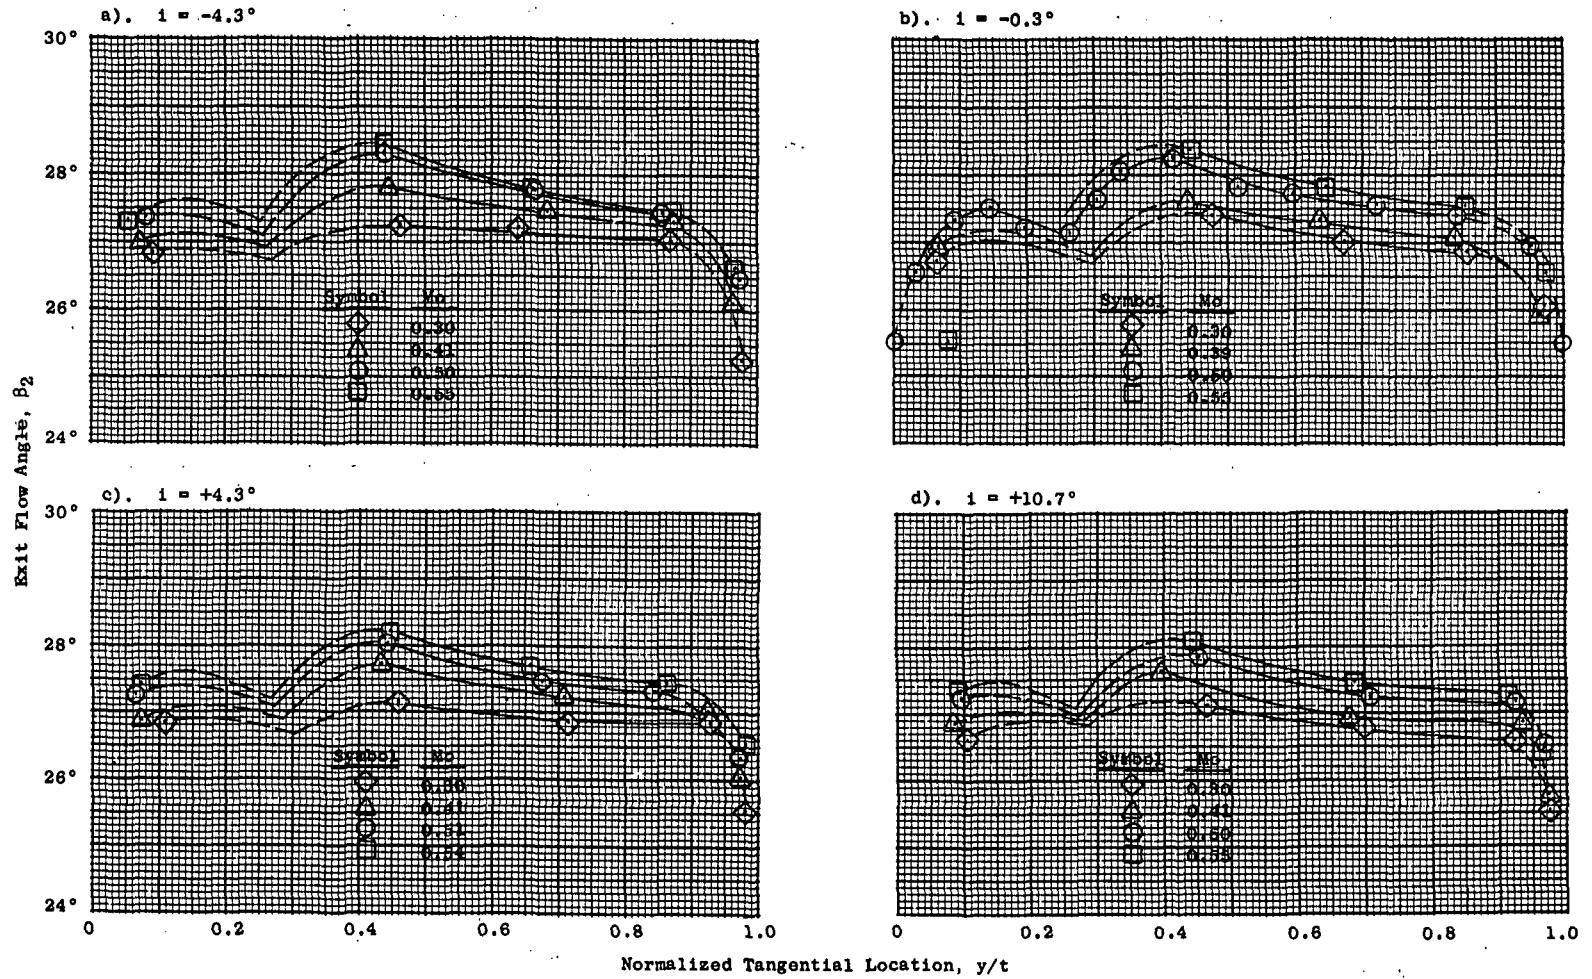 a). i = -4.3°
b). i = -0.3°
30°
28°
26°
24°
Symbol Mo
0.30
0.41
0.50
0.55
Symbol Mo
0.30
0.39
0.50
0.55
Exit Flow Angle, β2
c). i = +4.3°
d). i = +10.7°
30°
28°
26°
24°
Symbol Mo
0.30
0.41
0.51
0.54
Symbol Mo
0.30
0.41
0.50
0.55
0 0.2 0.4 0.6 0.8 1.0
0 0.2 0.4 0.6 0.8 1.0
Normalized Tangential Location, y/t